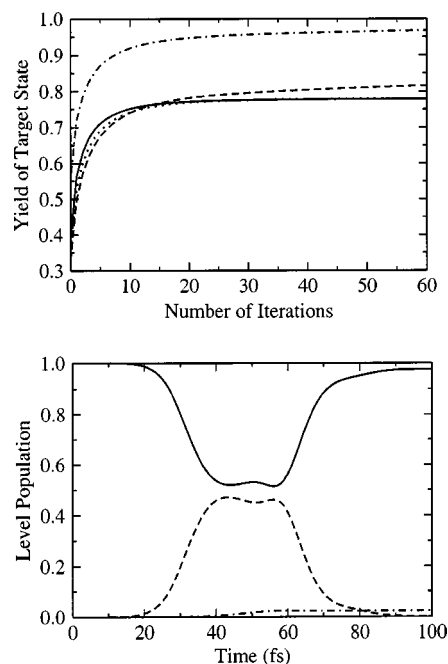 1.0
0.9
0.8
0.7
0.6
0.5
0.4
0.3
Yield of Target State
0 10 20 30 40 50 60
Number of Iterations
1.0
0.8
0.6
0.4
0.2
0.0
Level Population
0 20 40 60 80 100
Time (fs)